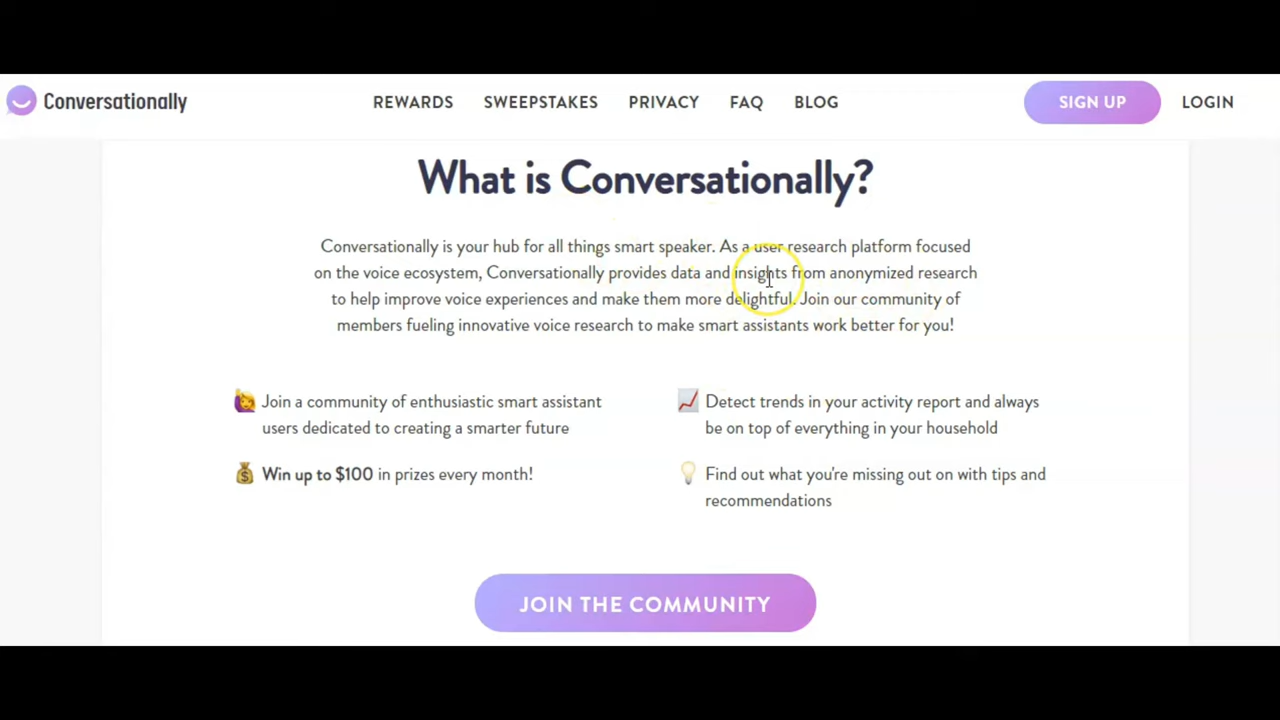 Conversationally REWARDS SWEEPSTAKES PRIVACY FAQ BLOG SIGN UP LOGIN
What is Conversationally?
Conversationally is your hub for all things smart speaker. As a user research platform focused
on the voice ecosystem, Conversationally provides data and insights from anonymized research
to help improve voice experiences and make them more delightful. Join our community of
members fueling innovative voice research to make smart assistants work better for you!
Join a community of enthusiastic smart assistant
users dedicated to creating a smarter future
Win up to $100 in prizes every month!
Detect trends in your activity report and always
be on top of everything in your household
Find out what you're missing out on with tips and
recommendations
JOIN THE COMMUNITY